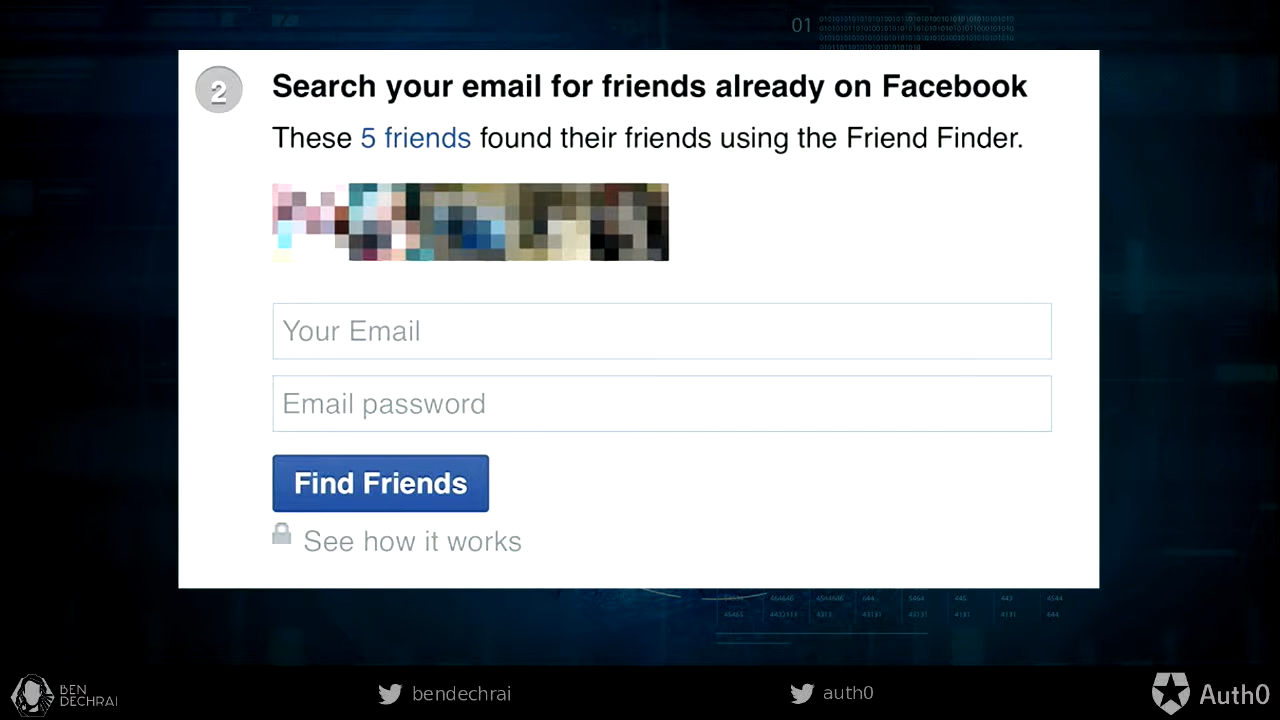 01
2
Search your email for friends already on Facebook
These 5 friends found their friends using the Friend Finder.
Your Email
Email password
Find Friends
See how it works
BEN
DECHRAI
bendechrai
auth0
Auth0